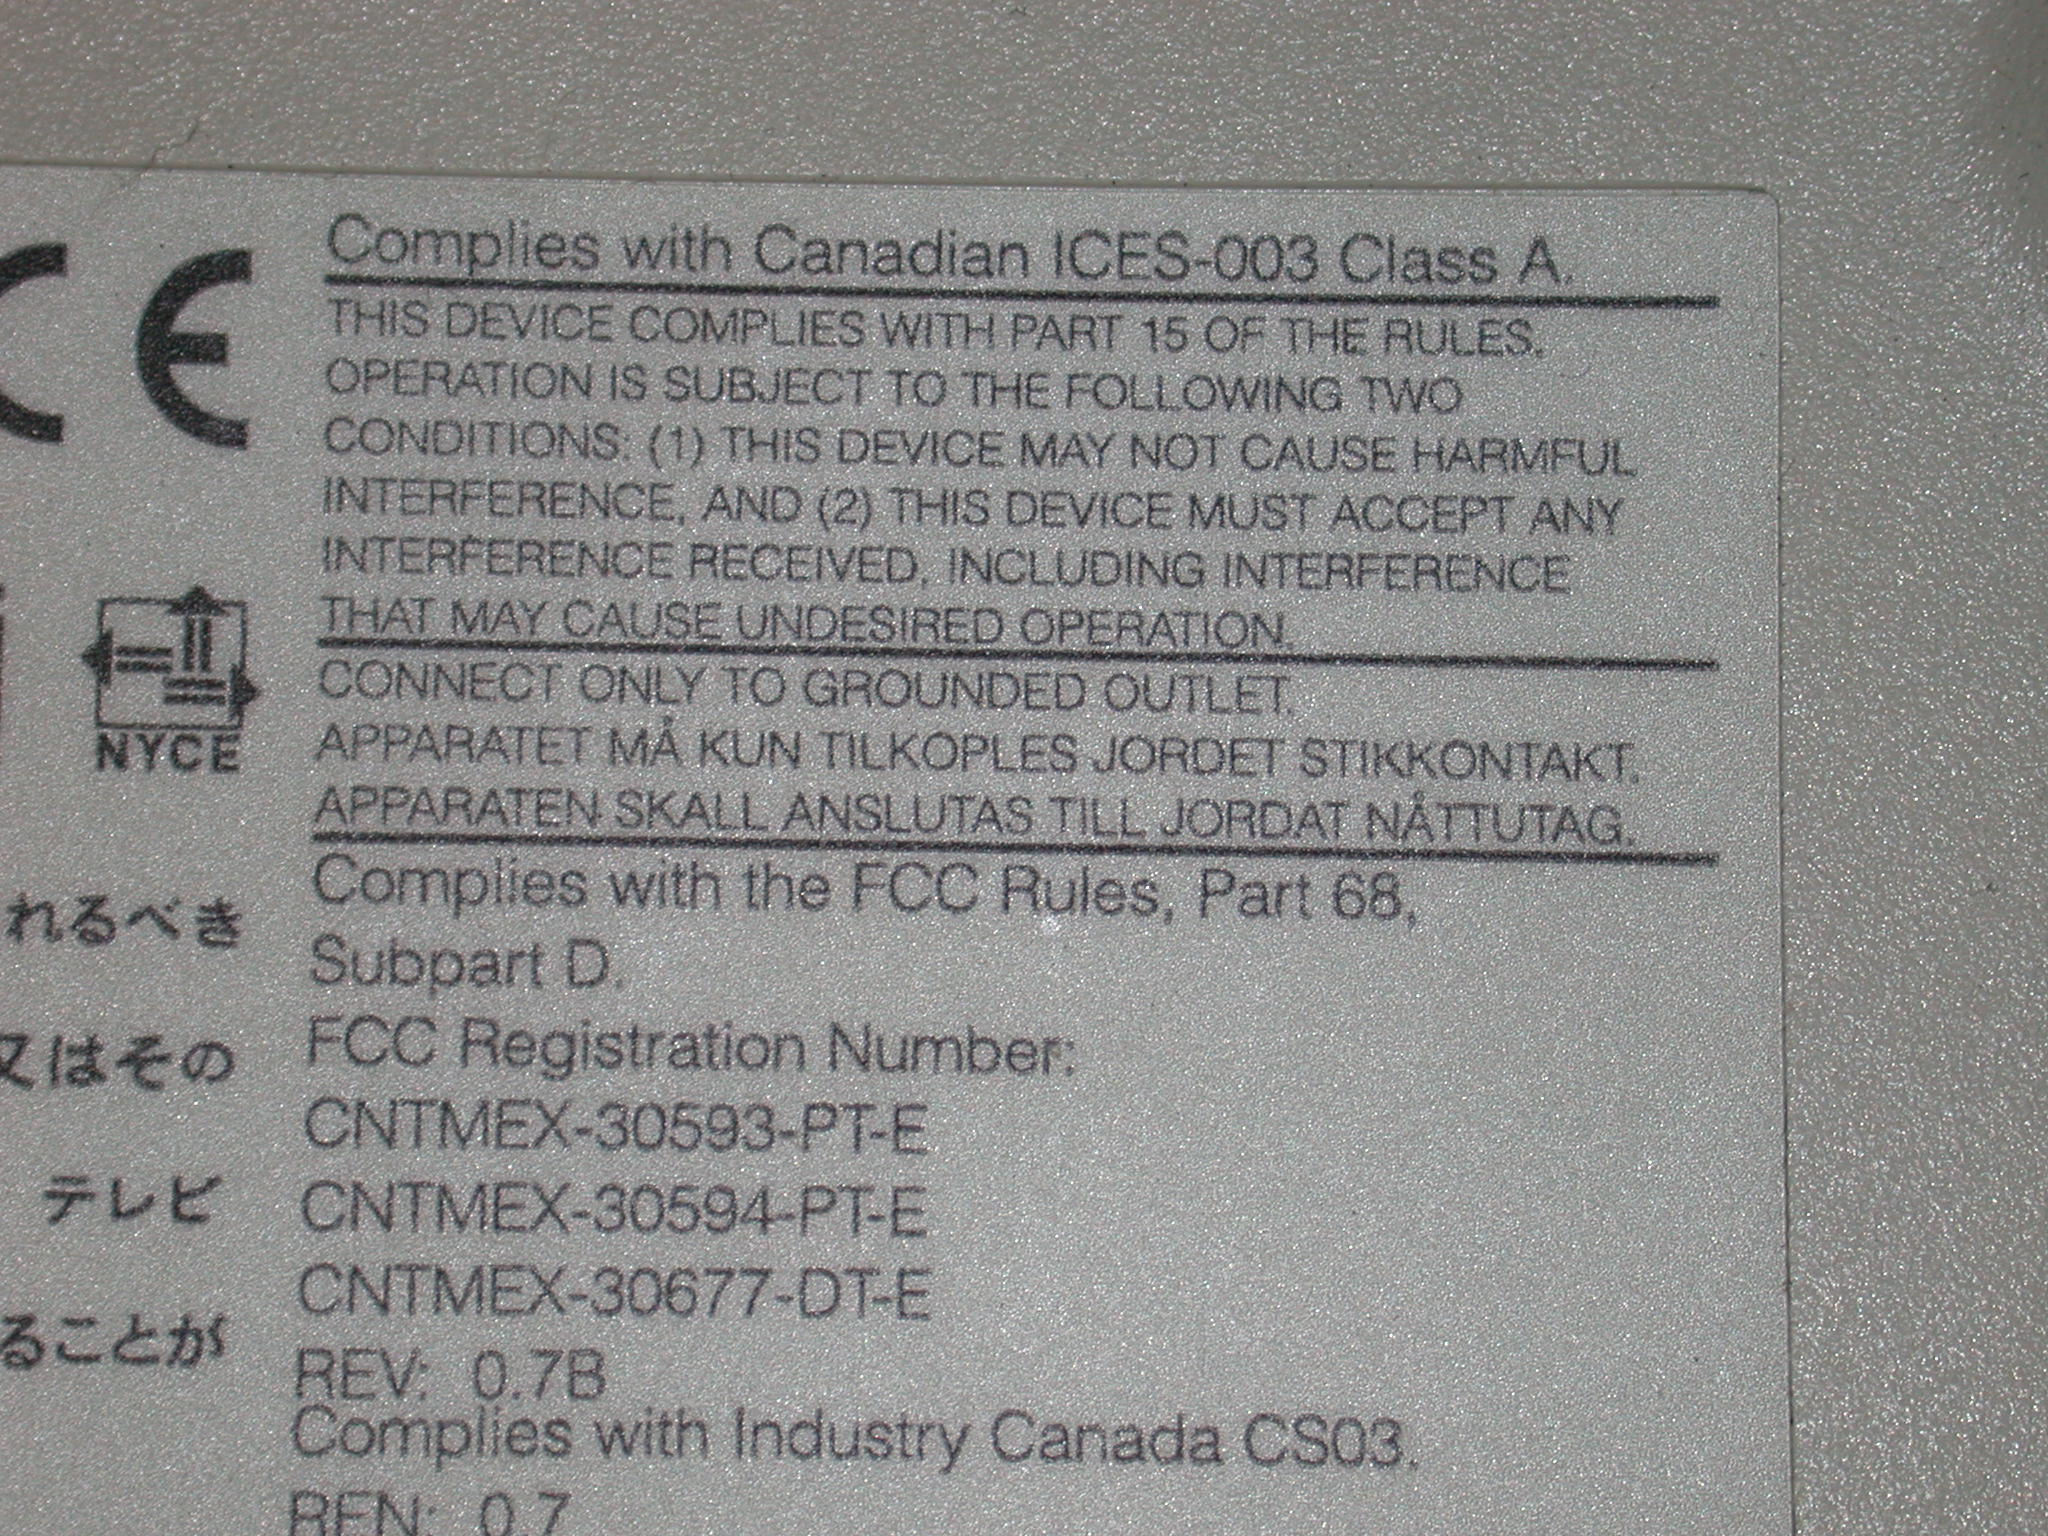 CE
Complies with Canadian ICES-003 Class A.
THIS DEVICE COMPLIES WITH PART 15 OF THE RULES.
OPERATION IS SUBJECT TO THE FOLLOWING TWO
CONDITIONS: (1) THIS DEVICE MAY NOT CAUSE HARMFUL
INTERFERENCE, AND (2) THIS DEVICE MUST ACCEPT ANY
INTERFERENCE RECEIVED, INCLUDING INTERFERENCE
THAT MAY CAUSE UNDESIRED OPERATION.
NYCE
CONNECT ONLY TO GROUNDED OUTLET.
APPARATET MÅ KUN TILKOPLES JORDET STIKKONTAKT.
APPARATEN SKALL ANSLUTAS TILL JORDAT NÅTTUTAG.
れるべき
又はその
テレビ
ることが
Complies with the FCC Rules, Part 68,
Subpart D.
FCC Registration Number:
CNTMEX-30593-PT-E
CNTMEX-30594-PT-E
CNTMEX-30677-DT-E
REV: 0.7B
Complies with Industry Canada CS03.
REN: 0.7